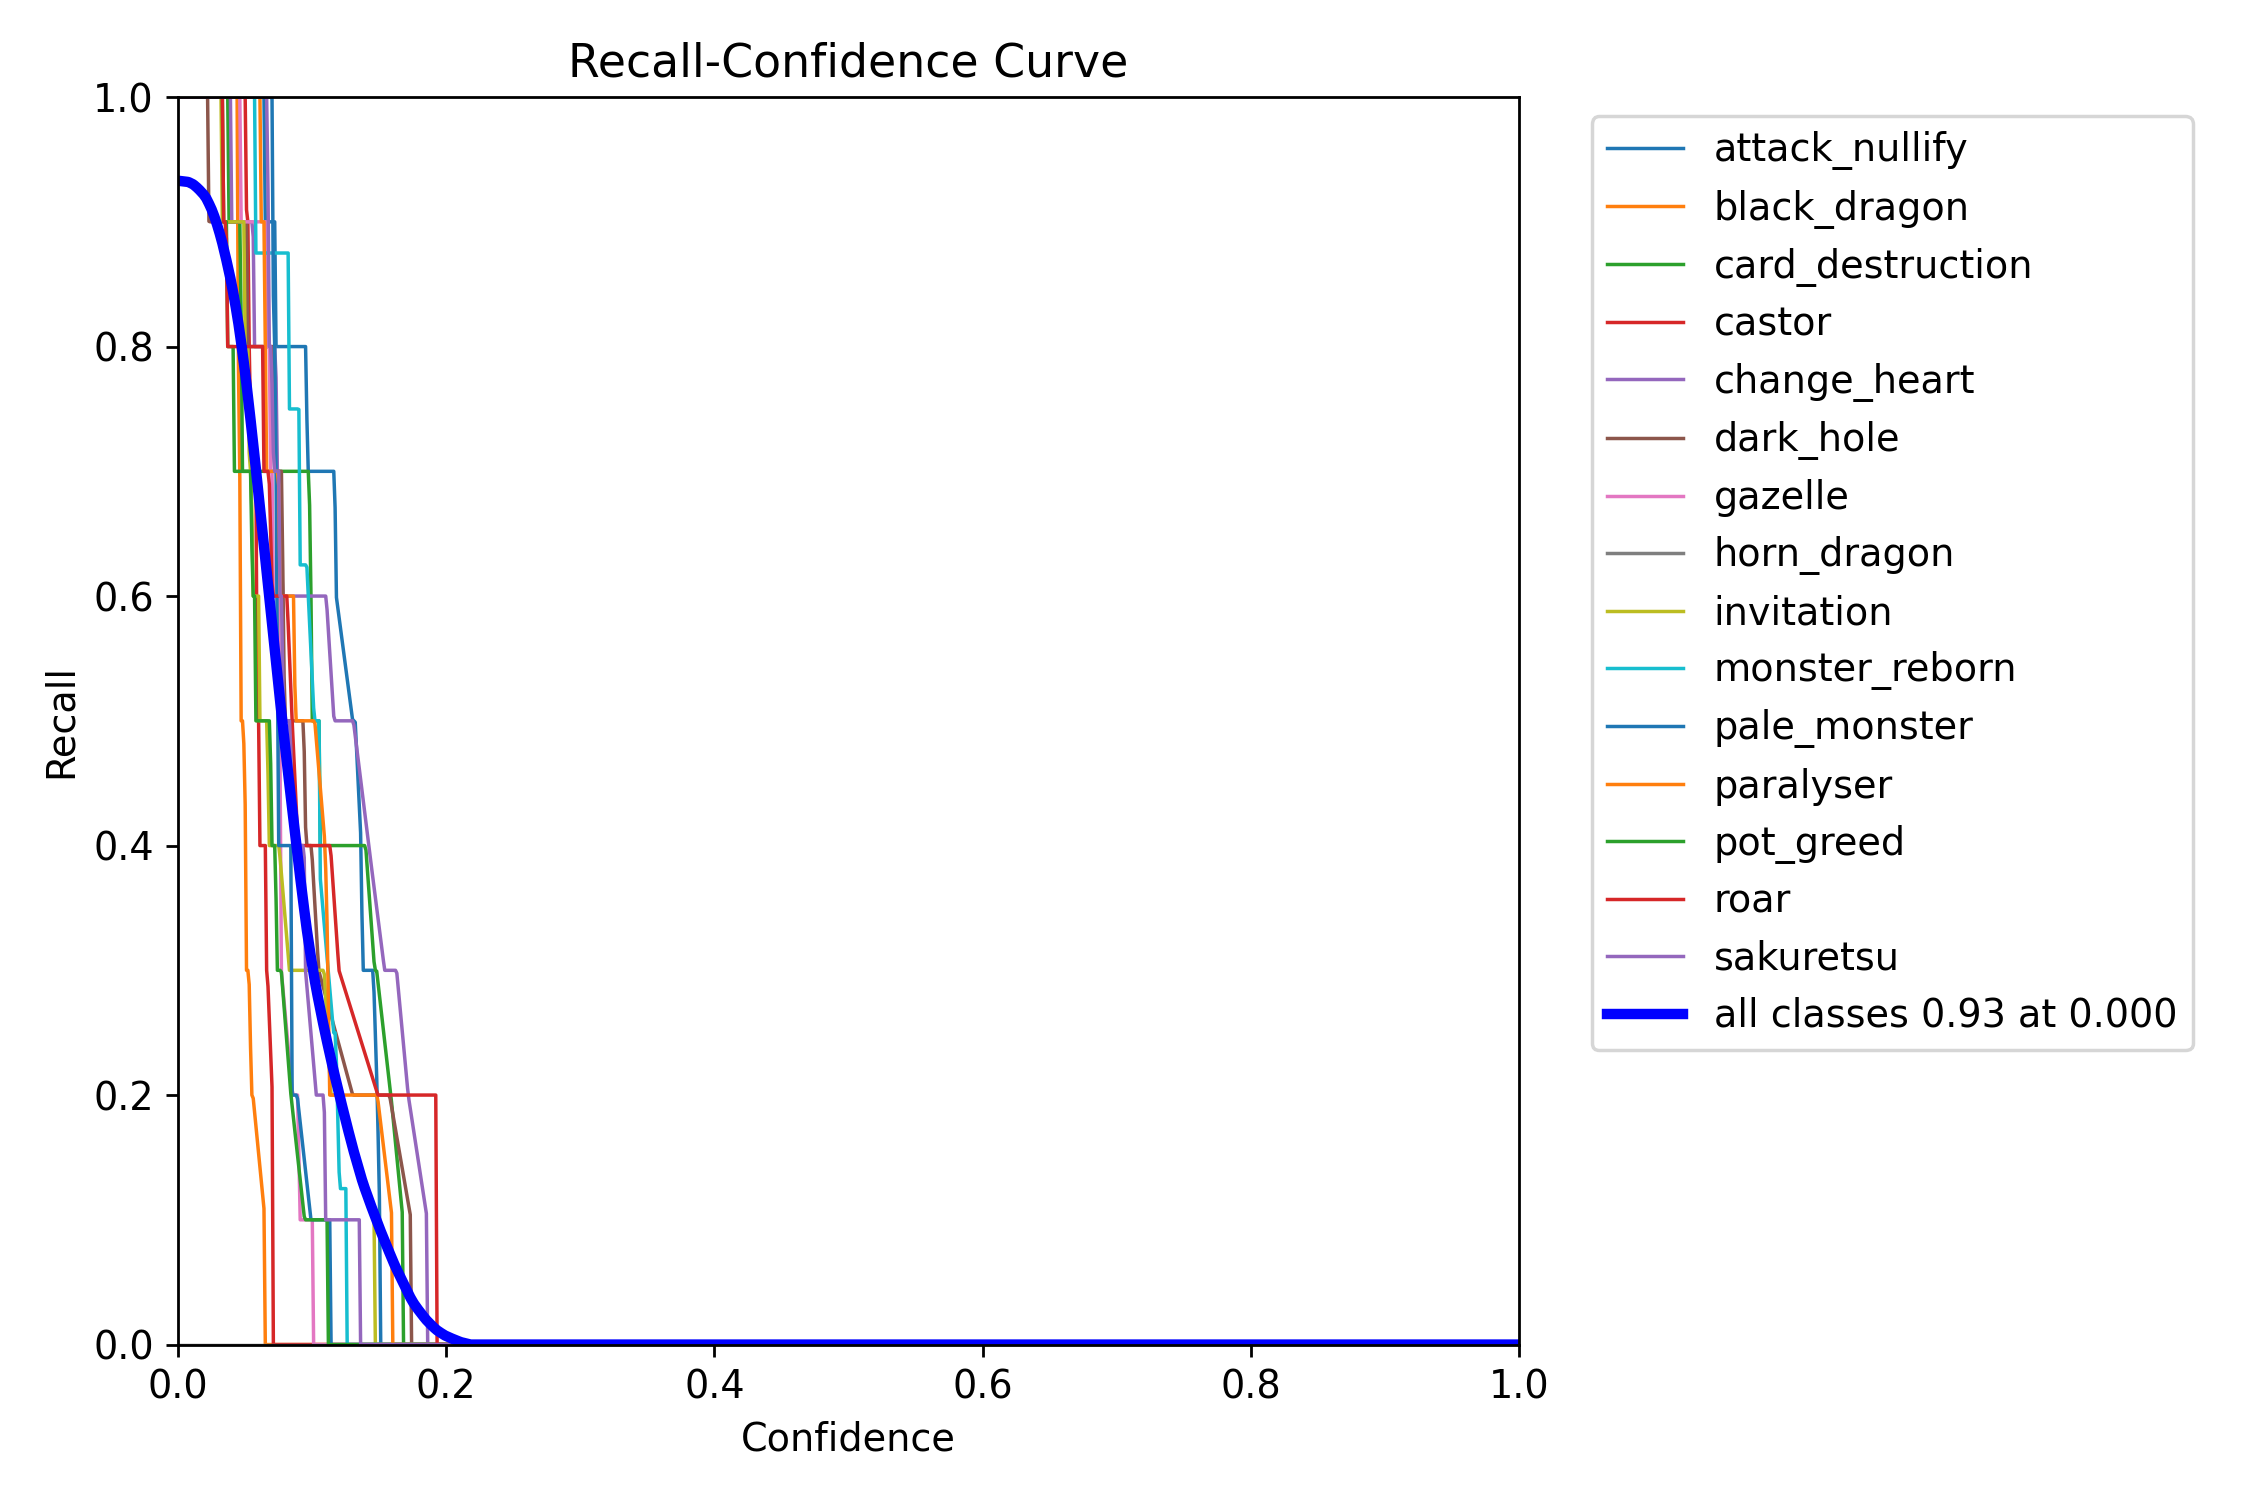 Recall-Confidence Curve
1.0
0.8
0.6
0.4
0.2
0.0
Recall
0.0 0.2 0.4 0.6 0.8 1.0
Confidence
attack_nullify
black_dragon
card_destruction
castor
change_heart
dark_hole
gazelle
horn_dragon
invitation
monster_reborn
pale_monster
paralyser
pot_greed
roar
sakuretsu
all classes 0.93 at 0.000